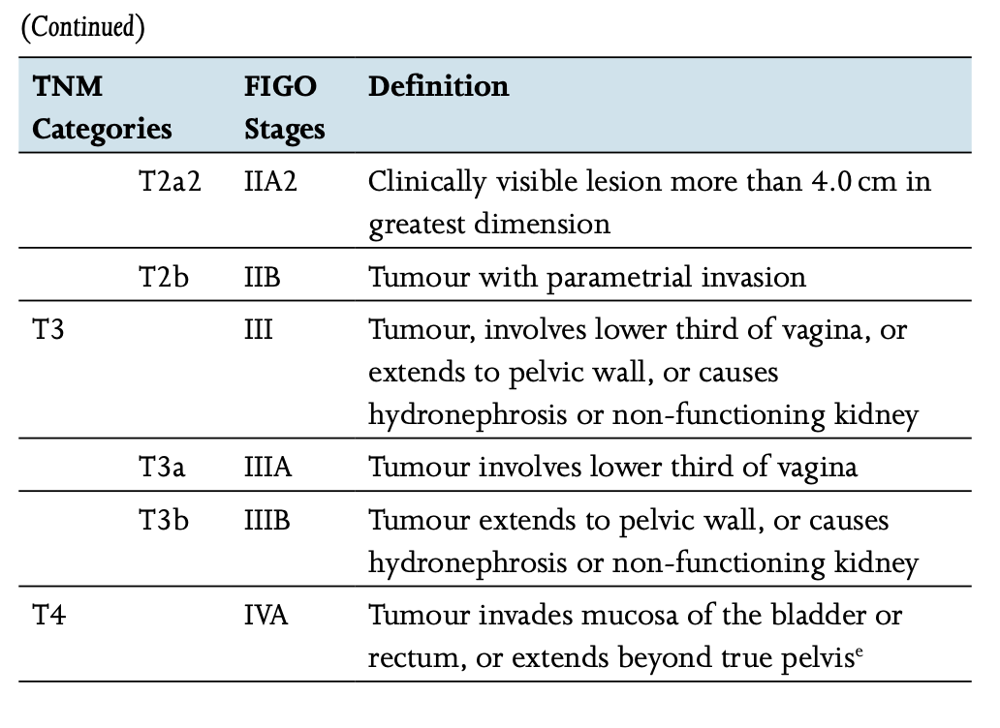 (Continued)
TNM Categories FIGO Stages Definition
T2a2 IIA2 Clinically visible lesion more than 4.0 cm in
greatest dimension
T2b IIB Tumour with parametrial invasion
T3 III Tumour, involves lower third of vagina, or
extends to pelvic wall, or causes
hydronephrosis or non-functioning kidney
T3a IIIA Tumour involves lower third of vagina
T3b IIIB Tumour extends to pelvic wall, or causes
hydronephrosis or non-functioning kidney
T4 IVA Tumour invades mucosa of the bladder or
rectum, or extends beyond true pelvisᵉ